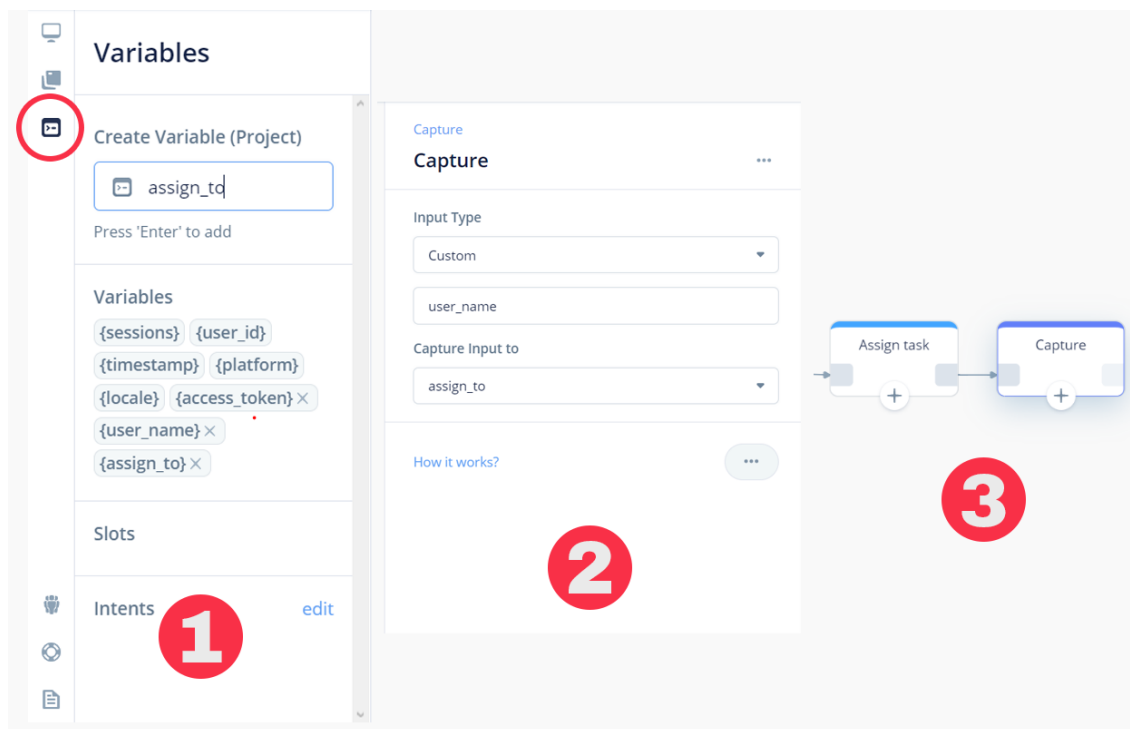 Variables
Create Variable (Project)
assign_to
Press 'Enter' to add
Variables
{sessions} {user_id}
{timestamp} {platform}
{locale} {access_token}
{user_name}
{assign_to}
Slots
Intents edit
1
Capture
Capture
Input Type
Custom
user_name
Capture Input to
assign_to
How it works?
2
Assign task
Capture
3